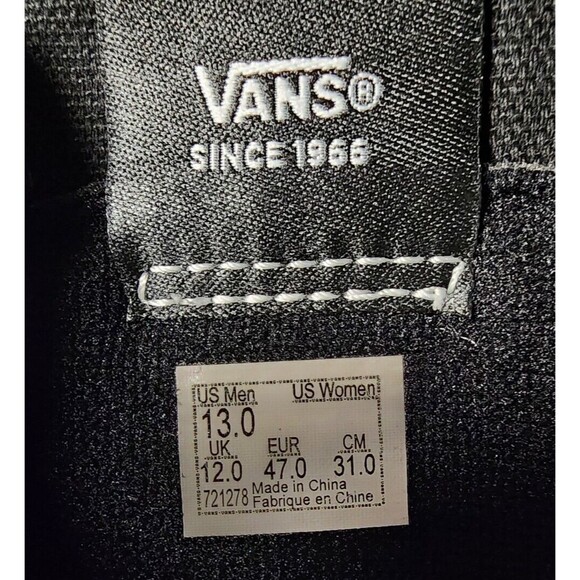 VANS®
SINCE 1966
US Men US Women
13.0
UK EUR CM
12.0 47.0 31.0
721278 Made in China
Fabrique en Chine